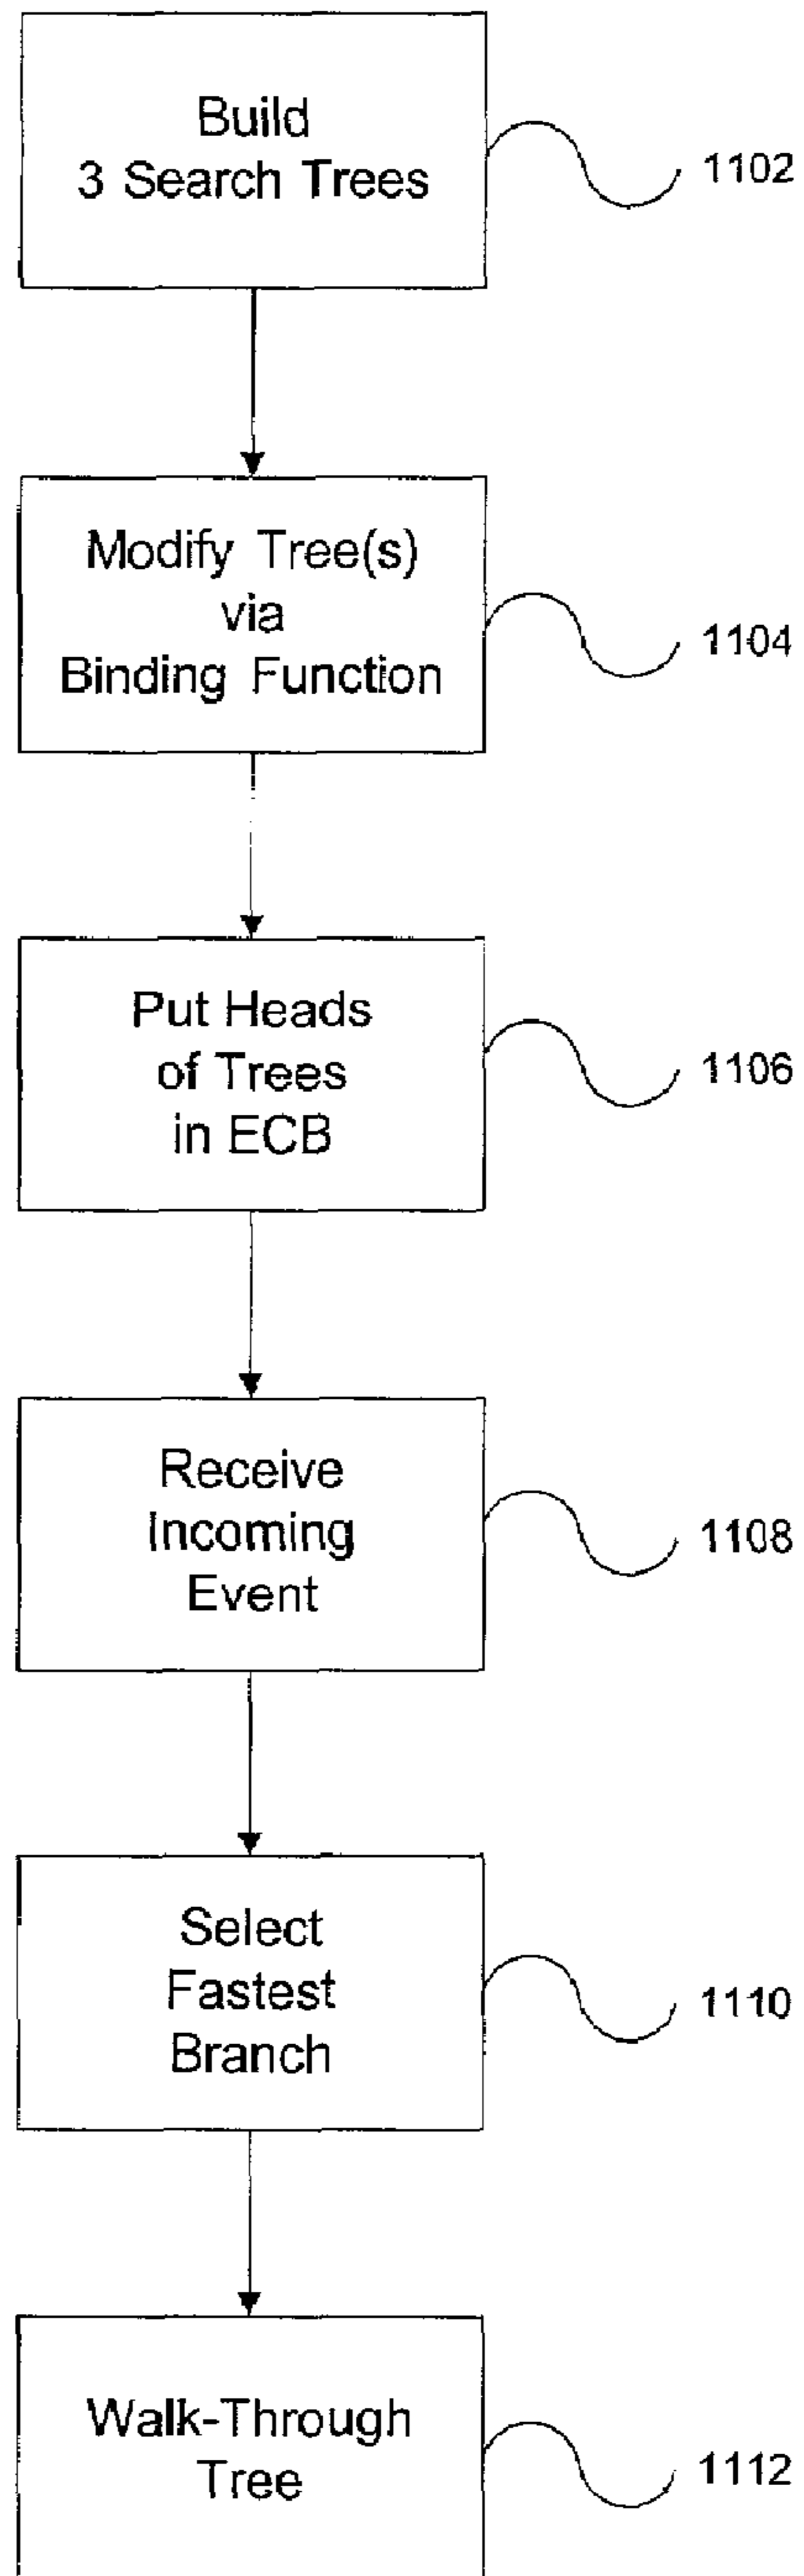 Build
3 Search Trees
1102
Modify Tree(s)
via
Binding Function
1104
Put Heads
of Trees
in ECB
1106
Receive
Incoming
Event
1108
Select
Fastest
Branch
1110
Walk-Through
Tree
1112